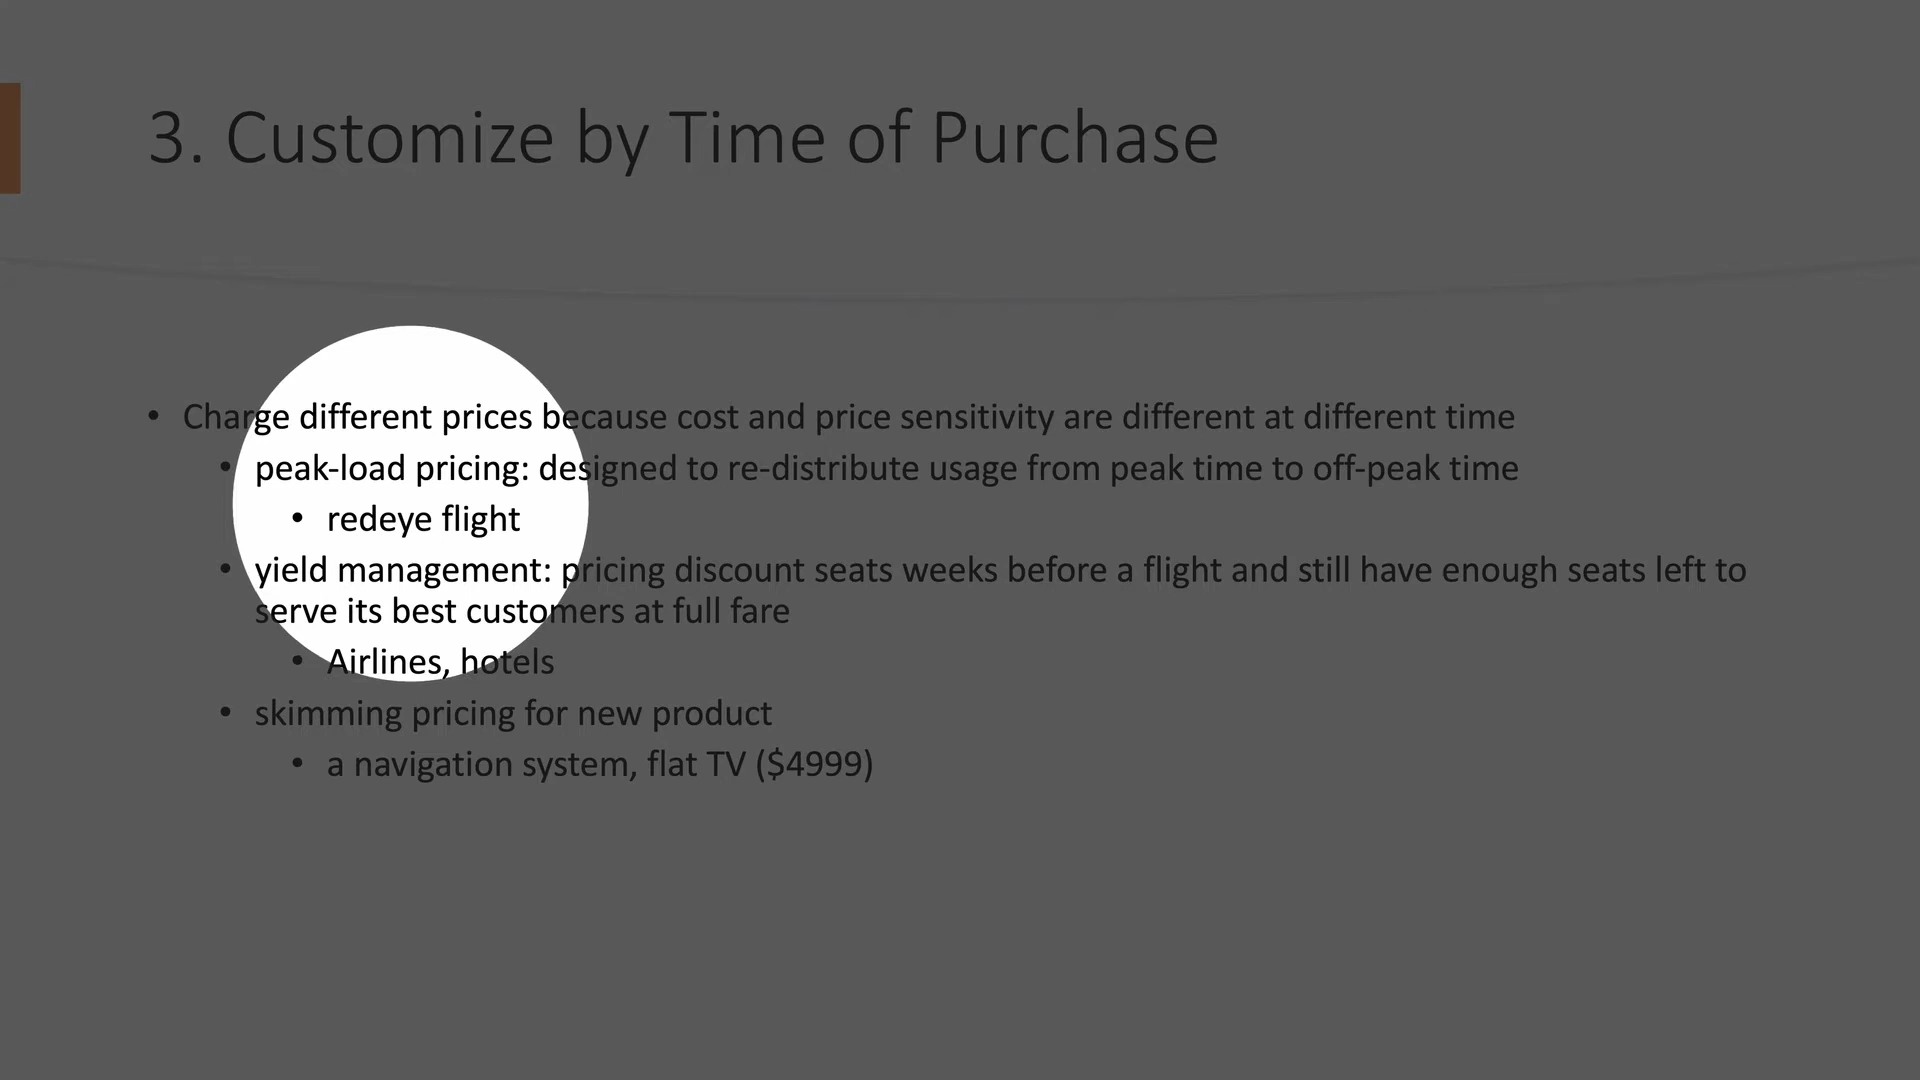 3. Customize by Time of Purchase
• Charge different prices because cost and price sensitivity are different at different time
• peak-load pricing: designed to re-distribute usage from peak time to off-peak time
• redeye flight
• yield management: pricing discount seats weeks before a flight and still have enough seats left to
serve its best customers at full fare
• Airlines, hotels
• skimming pricing for new product
• a navigation system, flat TV ($4999)